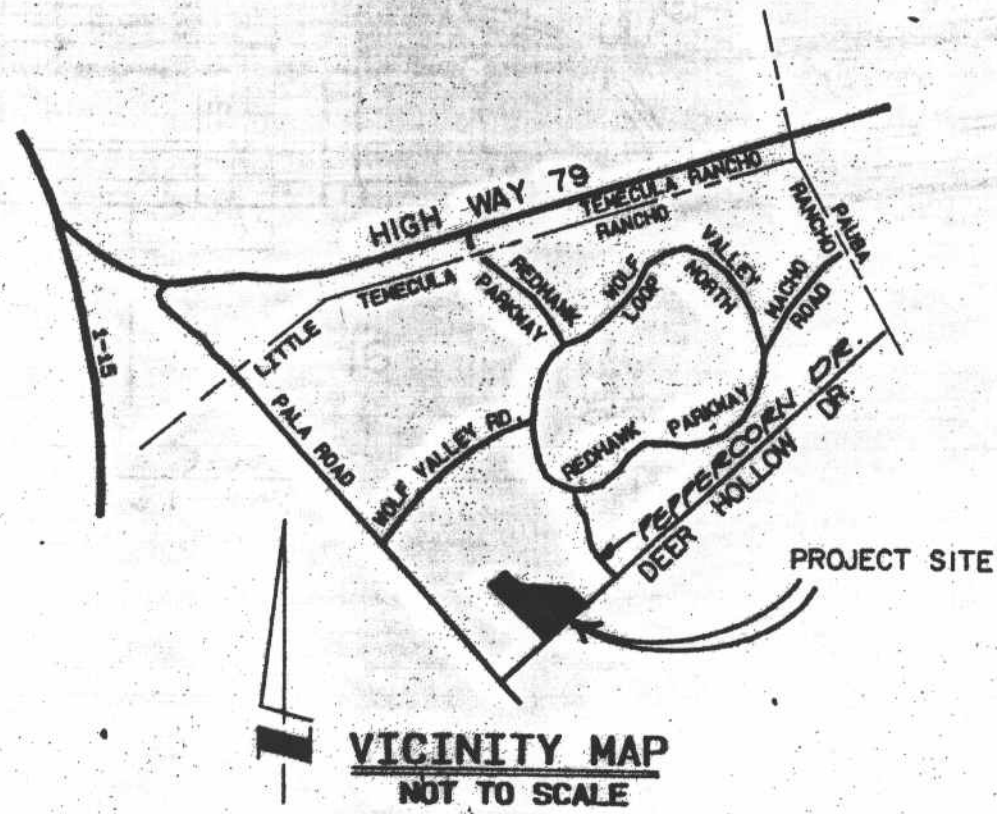 HIGH WAY 79
TEMECULA RANCHO
RANCHO
TEMECULA
LITTLE
PAUBA
RANCHO
REDHAWK
PARKWAY
WOLF
LOOP
VALLEY
NORTH
MACHO
ROAD
I-15
PALA ROAD
WOLF VALLEY RD
REDHAWK PARKWAY
PEPPERCORN DR.
DEER HOLLOW DR
PROJECT SITE
VICINITY MAP
NOT TO SCALE